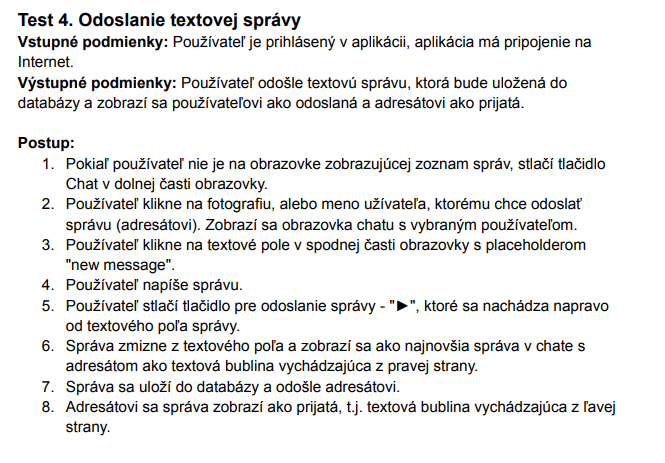 Test 4. Odoslanie textovej správy
Vstupné podmienky: Používateľ je prihlásený v aplikácii, aplikácia má pripojenie na
Internet.
Výstupné podmienky: Používateľ odošle textovú správu, ktorá bude uložená do
databázy a zobrazí sa používateľovi ako odoslaná a adresátovi ako prijatá.
Postup:
1. Pokiaľ používateľ nie je na obrazovke zobrazujúcej zoznam správ, stlačí tlačidlo
Chat v dolnej časti obrazovky.
2. Používateľ klikne na fotografiu, alebo meno užívateľa, ktorému chce odoslať
správu (adresátovi). Zobrazí sa obrazovka chatu s vybraným používateľom.
3. Používateľ klikne na textové pole v spodnej časti obrazovky s placeholderom
"new message".
4. Používateľ napíše správu.
5. Používateľ stlačí tlačidlo pre odoslanie správy - "►", ktoré sa nachádza napravo
od textového poľa správy.
6. Správa zmizne z textového poľa a zobrazí sa ako najnovšia správa v chate s
adresátom ako textová bublina vychádzajúca z pravej strany.
7. Správa sa uloží do databázy a odošle adresátovi.
8. Adresátovi sa správa zobrazí ako prijatá, t.j. textová bublina vychádzajúca z ľavej
strany.